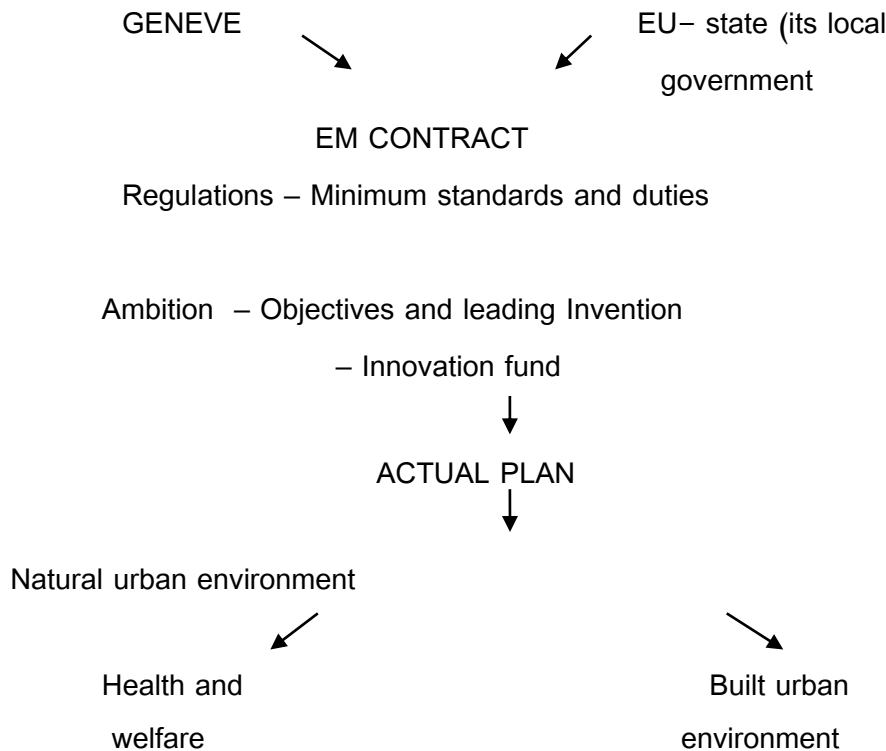 GENEVE EU– state (its local
government
EM CONTRACT
Regulations – Minimum standards and duties
Ambition – Objectives and leading Invention
– Innovation fund
ACTUAL PLAN
Natural urban environment
Health and Built urban
welfare environment